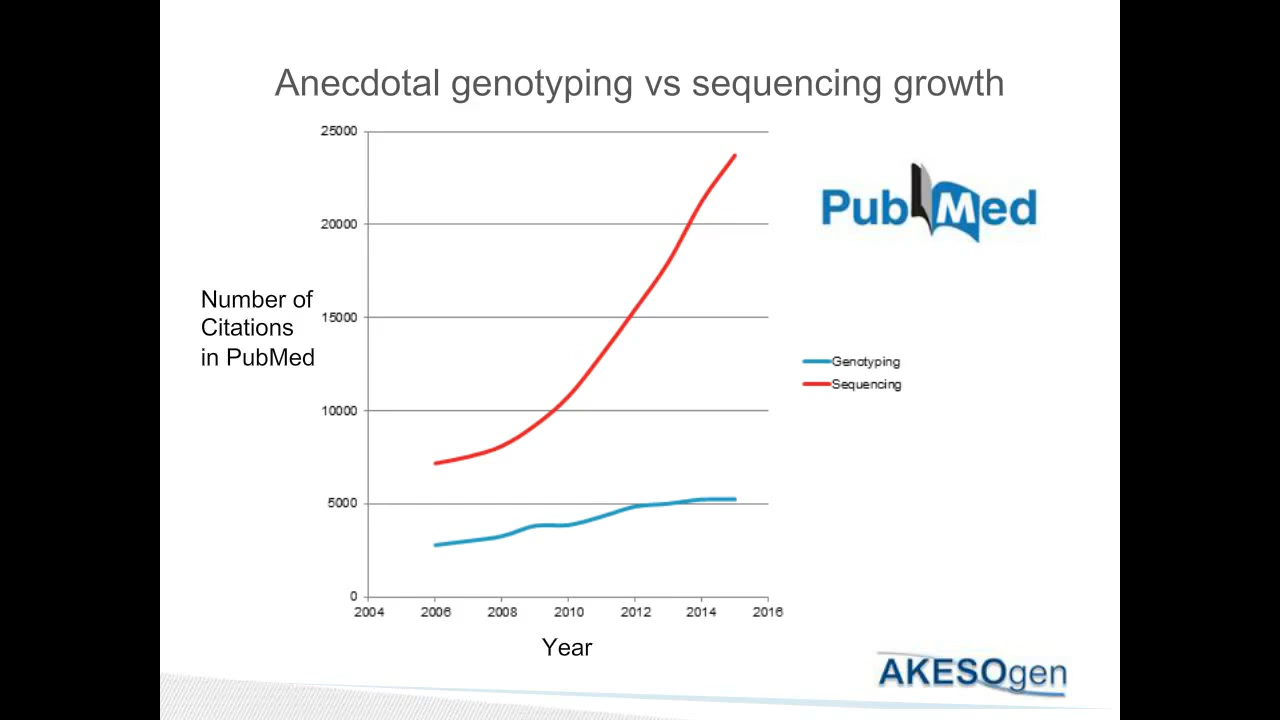 Anecdotal genotyping vs sequencing growth
25000
20000
15000
10000
5000
0
2004 2006 2008 2010 2012 2014 2016
Number of
Citations
in PubMed
Year
PubMed
Genotyping
Sequencing
AKESOgen